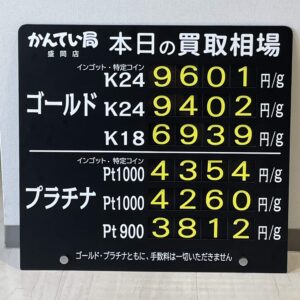 かんてい局 本日の買取相場
盛岡店
インゴット・特定コイン
K24 9601 円/g
ゴールド K24 9402 円/g
K18 6939 円/g
インゴット・特定コイン
Pt1000 4354 円/g
プラチナ Pt1000 4260 円/g
Pt900 3812 円/g
ゴールド・プラチナともに、手数料は一切いただきません